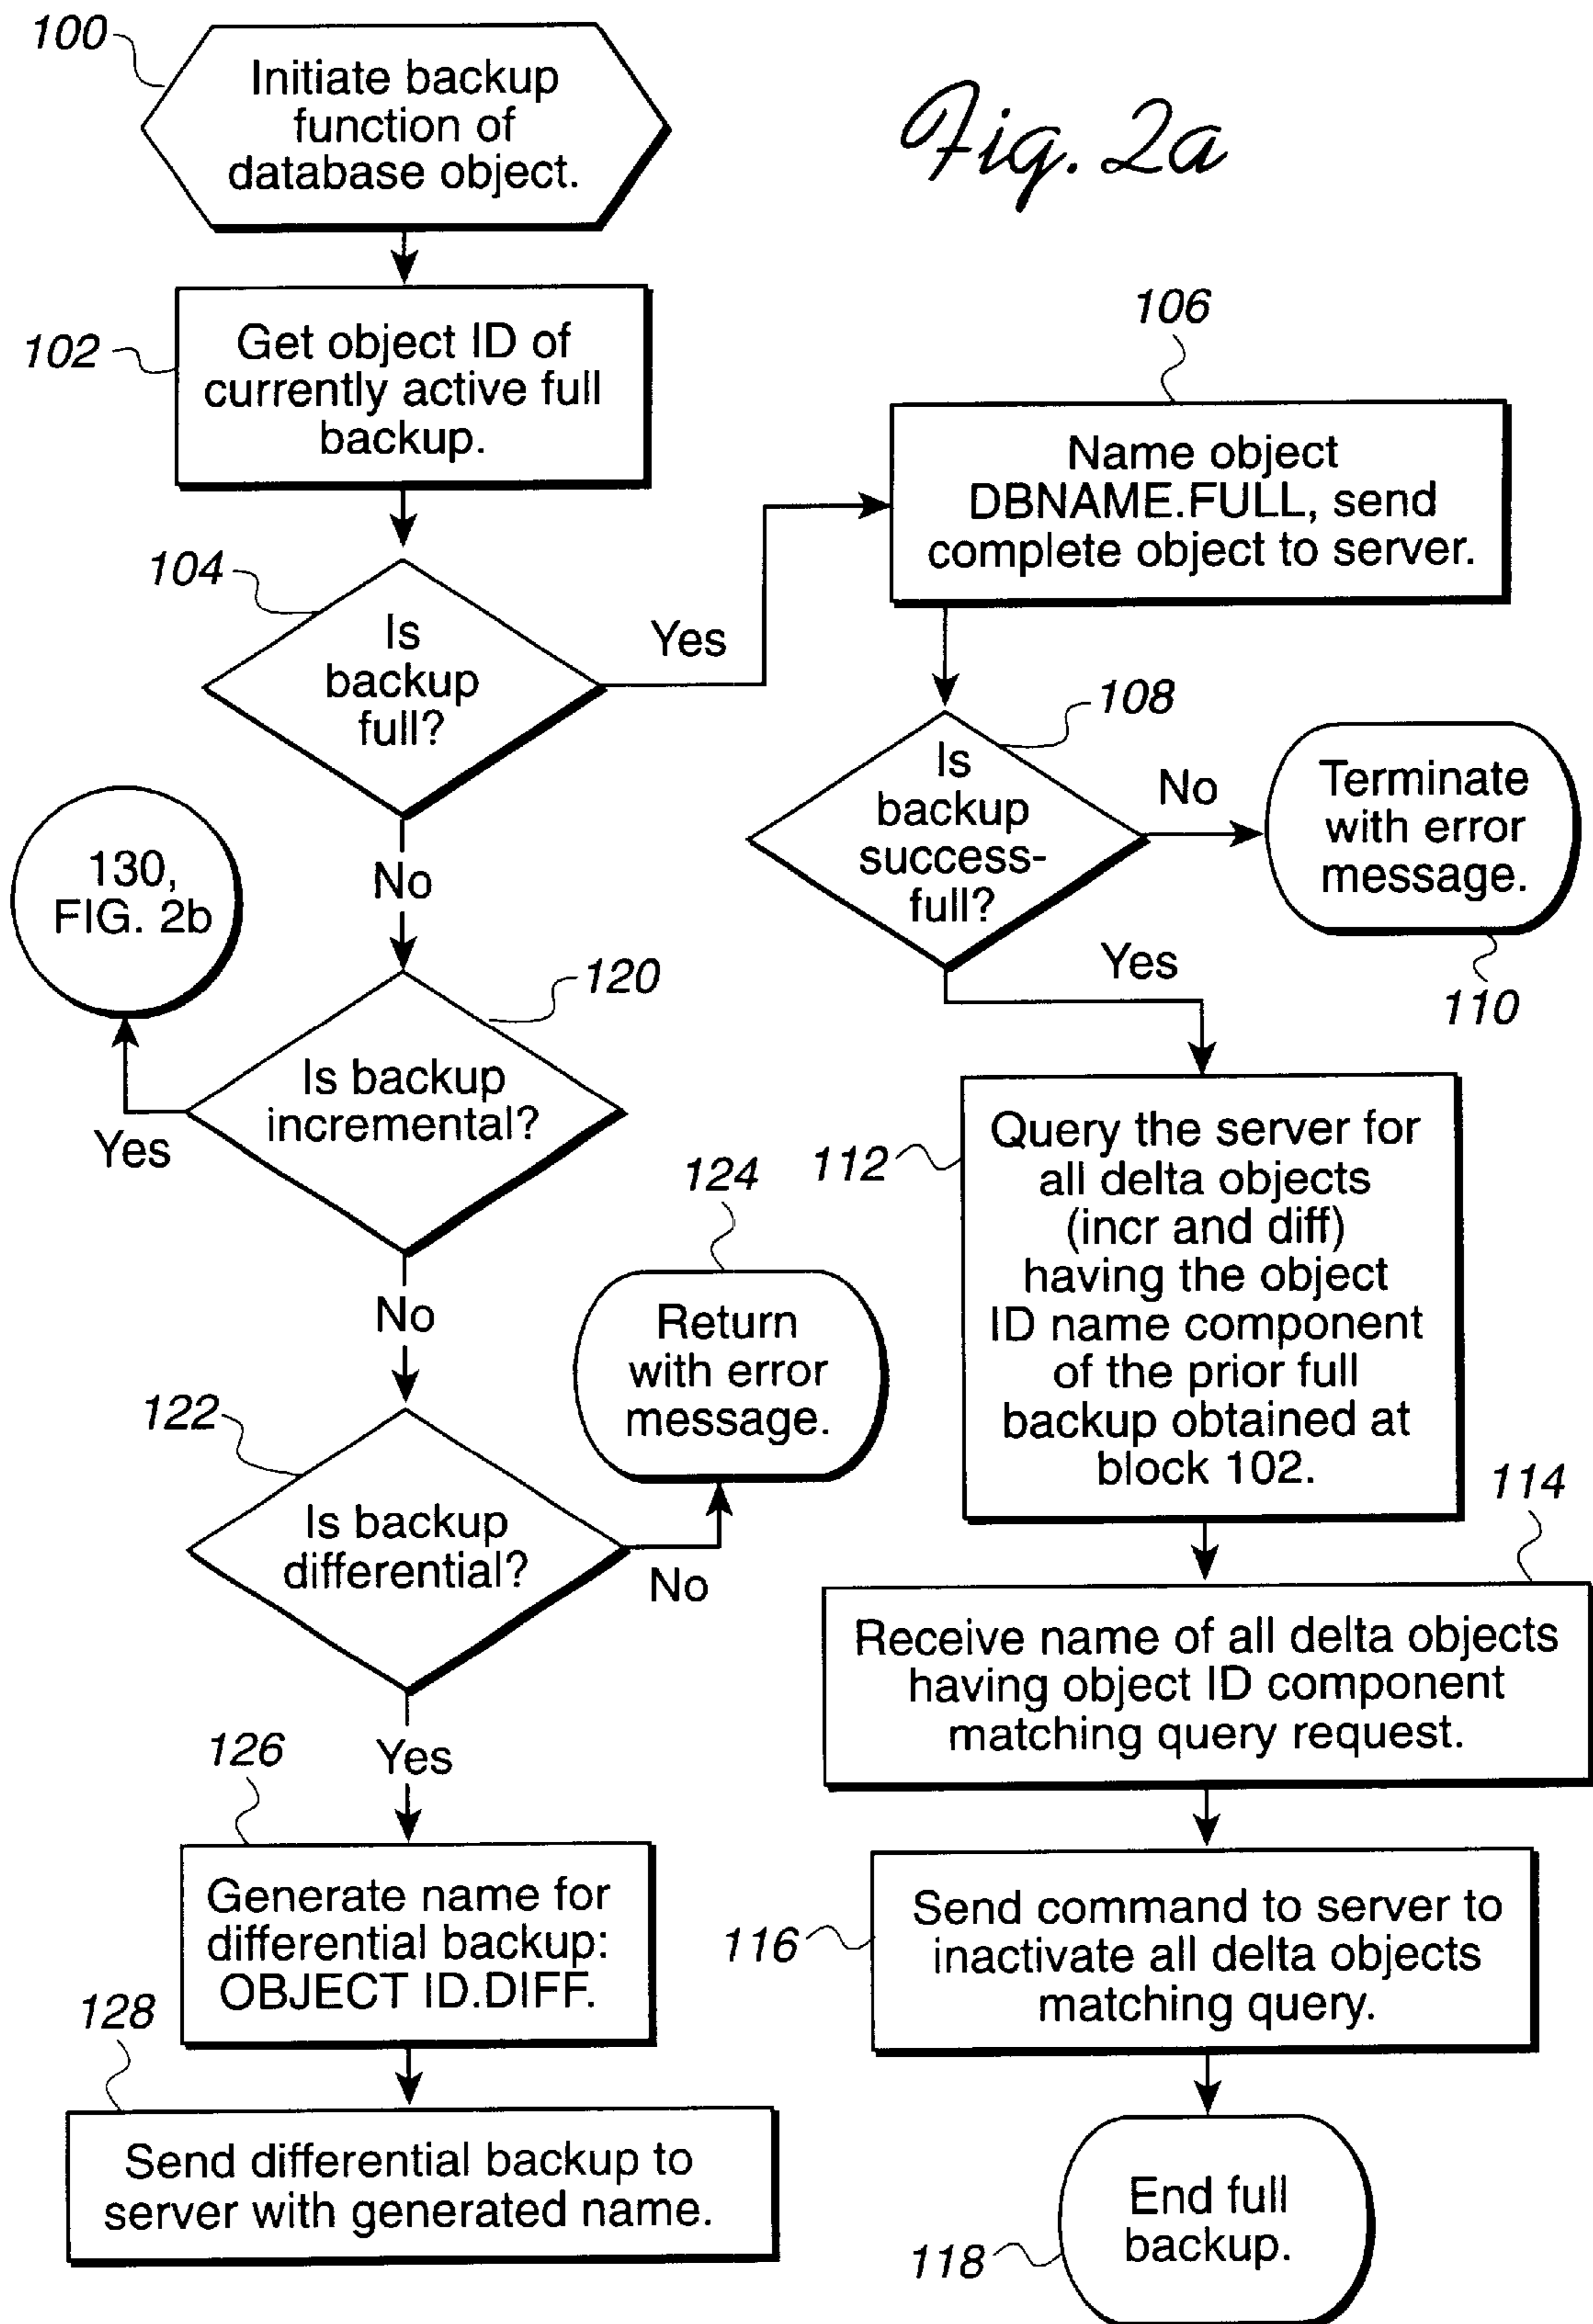 100
Initiate backup
function of
database object.
Fig. 2a
102
Get object ID of
currently active full
backup.
104
Is
backup
full?
Yes
No
106
Name object
DBNAME.FULL, send
complete object to server.
108
Is
backup
success-
full?
No
Terminate
with error
message.
110
Yes
130,
FIG. 2b
120
Is backup
incremental?
Yes
No
112
Query the server for
all delta objects
(incr and diff)
having the object
ID name component
of the prior full
backup obtained at
block 102.
124
Return
with error
message.
122
Is backup
differential?
No
Yes
114
Receive name of all delta objects
having object ID component
matching query request.
126
Generate name for
differential backup:
OBJECT ID.DIFF.
116
Send command to server to
inactivate all delta objects
matching query.
128
Send differential backup to
server with generated name.
118
End full
backup.